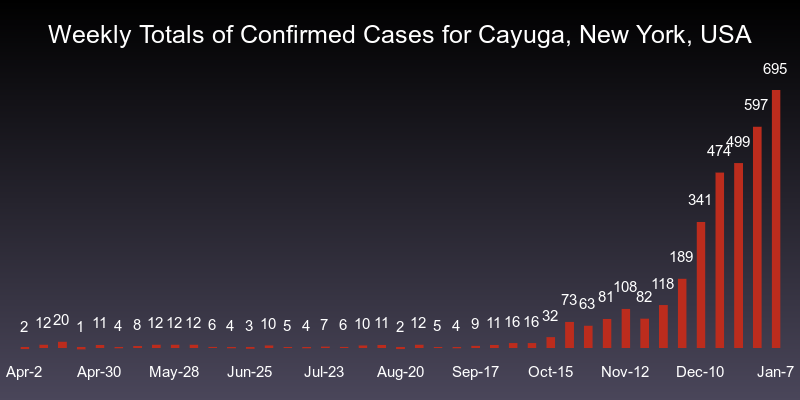 Weekly Totals of Confirmed Cases for Cayuga, New York, USA
2 12 20 1 11 4 8 12 12 12 6 4 3 10 5 4 7 6 10 11 2 12 5 4 9 11 16 16 32 73 63 81 108 82 118 189 341 474 499 597 695
Apr-2 Apr-30 May-28 Jun-25 Jul-23 Aug-20 Sep-17 Oct-15 Nov-12 Dec-10 Jan-7